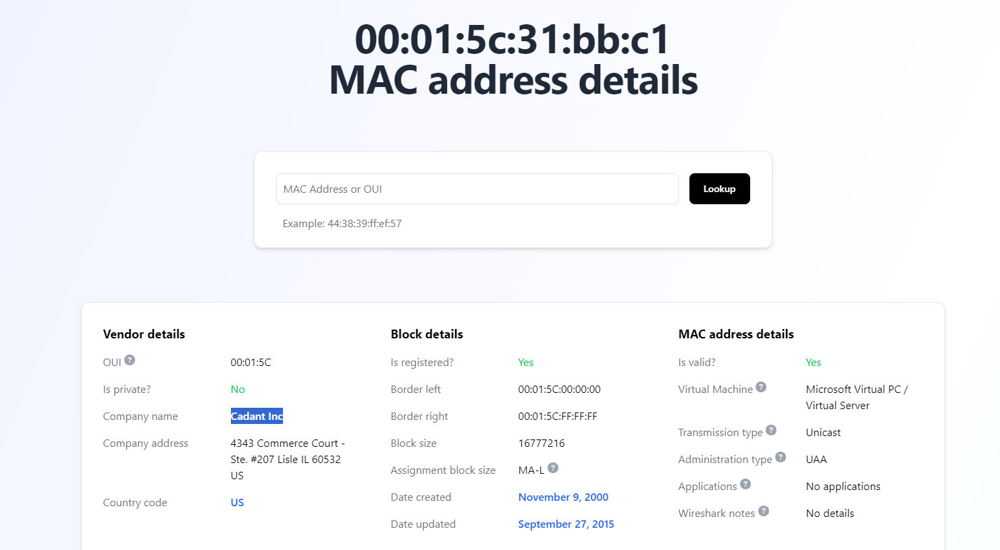 00:01:5c:31:bb:c1
MAC address details
MAC Address or OUI
Lookup
Example: 44:38:39:ff:ef:57
Vendor details
OUI ?
00:01:5C
Is private?
No
Company name
Cadant Inc
Company address
4343 Commerce Court -
Ste. #207 Lisle IL 60532
US
Country code
US
Block details
Is registered?
Yes
Border left
00:01:5C:00:00:00
Border right
00:01:5C:FF:FF:FF
Block size
16777216
Assignment block size
MA-L ?
Date created
November 9, 2000
Date updated
September 27, 2015
MAC address details
Is valid?
Yes
Virtual Machine ?
Microsoft Virtual PC /
Virtual Server
Transmission type ?
Unicast
Administration type ?
UAA
Applications ?
No applications
Wireshark notes ?
No details